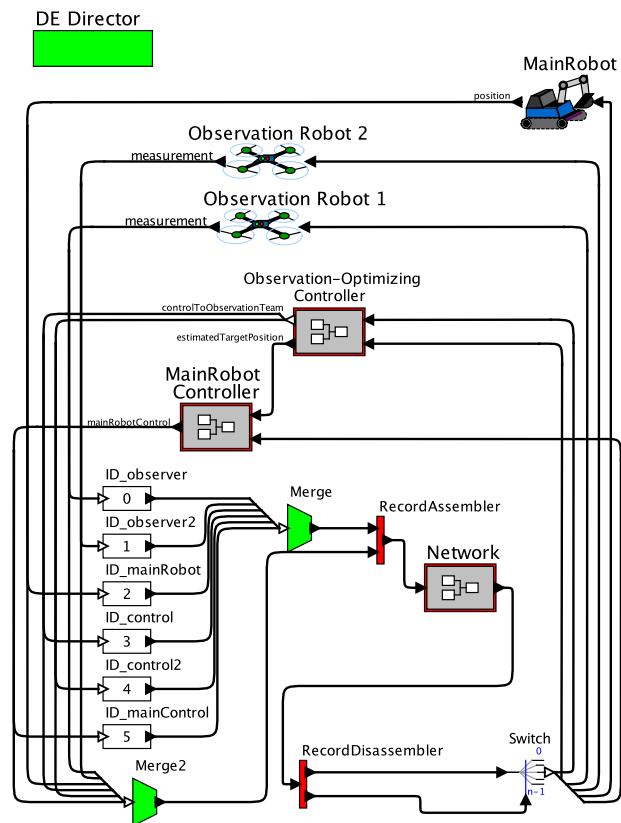 DE Director
MainRobot
position
Observation Robot 2
measurement
Observation Robot 1
measurement
Observation-Optimizing
Controller
controlToObservationTeam
estimatedTargetPosition
MainRobot
Controller
mainRobotControl
ID_observer
0
Merge
RecordAssembler
ID_observer2
1
Network
ID_mainRobot
2
ID_control
3
ID_control2
4
ID_mainControl
5
Merge2
RecordDisassembler
Switch
0
n-1